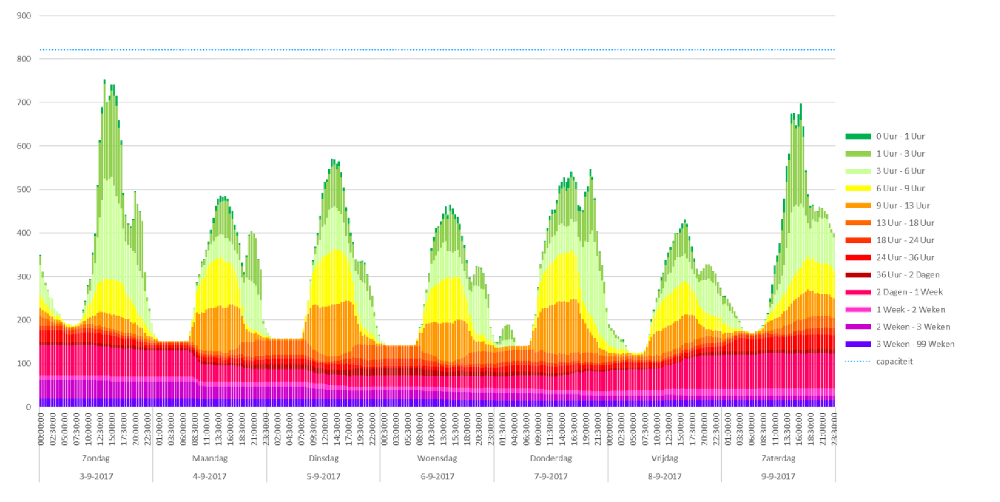 900
800
700
600
500
400
300
200
100
0
00:00:00 02:30:00 05:00:00 07:30:00 10:00:00 12:30:00 15:00:00 17:30:00 20:00:00 22:30:00 01:00:00 03:30:00 06:00:00 08:30:00 11:00:00 13:30:00 16:00:00 18:30:00 21:00:00 23:30:00 02:00:00 04:30:00 07:00:00 09:30:00 12:00:00 14:30:00 17:00:00 19:30:00 22:00:00 00:30:00 03:00:00 05:30:00 08:00:00 10:30:00 13:00:00 15:30:00 18:00:00 20:30:00 23:00:00 01:30:00 04:00:00 06:30:00 09:00:00 11:30:00 14:00:00 16:30:00 19:00:00 21:30:00 00:00:00 02:30:00 05:00:00 07:30:00 10:00:00 12:30:00 15:00:00 17:30:00 20:00:00 22:30:00 01:00:00 03:30:00 06:00:00 08:30:00 11:00:00 13:30:00 16:00:00 18:30:00 21:00:00 23:30:00
Zondag Maandag Dinsdag Woensdag Donderdag Vrijdag Zaterdag
3-9-2017 4-9-2017 5-9-2017 6-9-2017 7-9-2017 8-9-2017 9-9-2017
0 Uur - 1 Uur
1 Uur - 3 Uur
3 Uur - 6 Uur
6 Uur - 9 Uur
9 Uur - 13 Uur
13 Uur - 18 Uur
18 Uur - 24 Uur
24 Uur - 36 Uur
36 Uur - 2 Dagen
2 Dagen - 1 Week
1 Week - 2 Weken
2 Weken - 3 Weken
3 Weken - 99 Weken
capaciteit